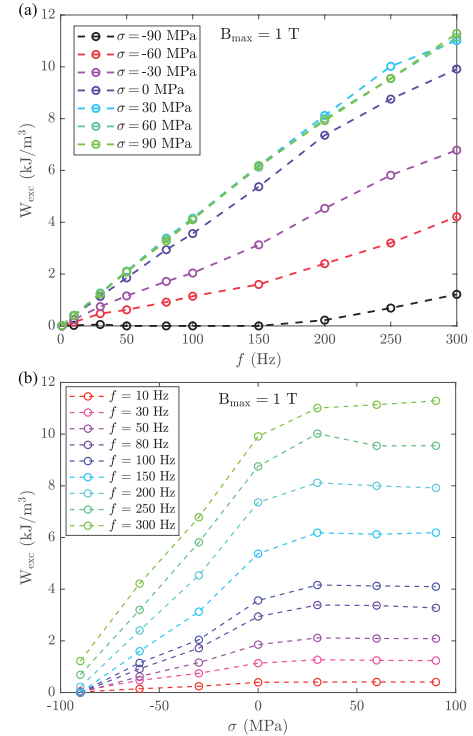 (a)
B_max = 1 T
σ = -90 MPa
σ = -60 MPa
σ = -30 MPa
σ = 0 MPa
σ = 30 MPa
σ = 60 MPa
σ = 90 MPa
W_exc (kJ/m³)
12
10
8
6
4
2
0
0 50 100 150 200 250 300
f (Hz)
(b)
B_max = 1 T
f = 10 Hz
f = 30 Hz
f = 50 Hz
f = 80 Hz
f = 100 Hz
f = 150 Hz
f = 200 Hz
f = 250 Hz
f = 300 Hz
W_exc (kJ/m³)
12
10
8
6
4
2
0
-100 -50 0 50 100
σ (MPa)